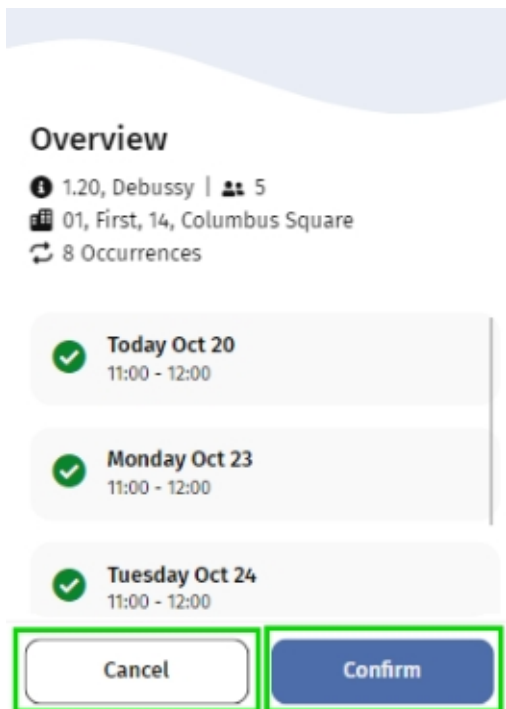 Overview
1.20, Debussy | 5
01, First, 14, Columbus Square
8 Occurrences
Today Oct 20
11:00 - 12:00
Monday Oct 23
11:00 - 12:00
Tuesday Oct 24
11:00 - 12:00
Cancel Confirm